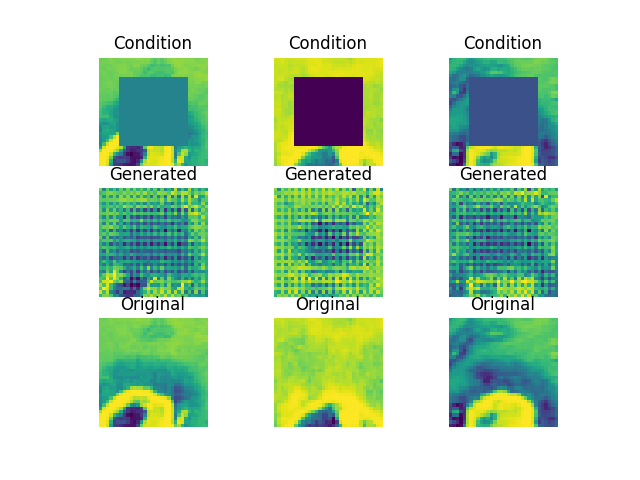 Condition Condition Condition
Generated Generated Generated
Original Original Original